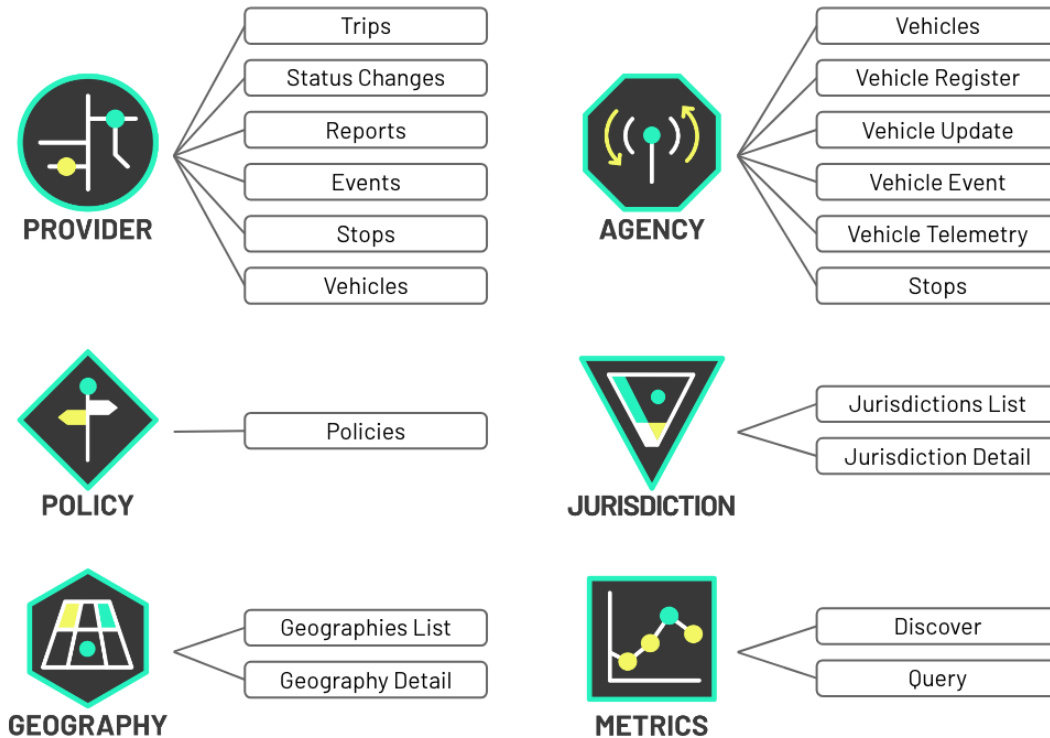 PROVIDER
Trips
Status Changes
Reports
Events
Stops
Vehicles
AGENCY
Vehicles
Vehicle Register
Vehicle Update
Vehicle Event
Vehicle Telemetry
Stops
POLICY
Policies
JURISDICTION
Jurisdictions List
Jurisdiction Detail
GEOGRAPHY
Geographies List
Geography Detail
METRICS
Discover
Query